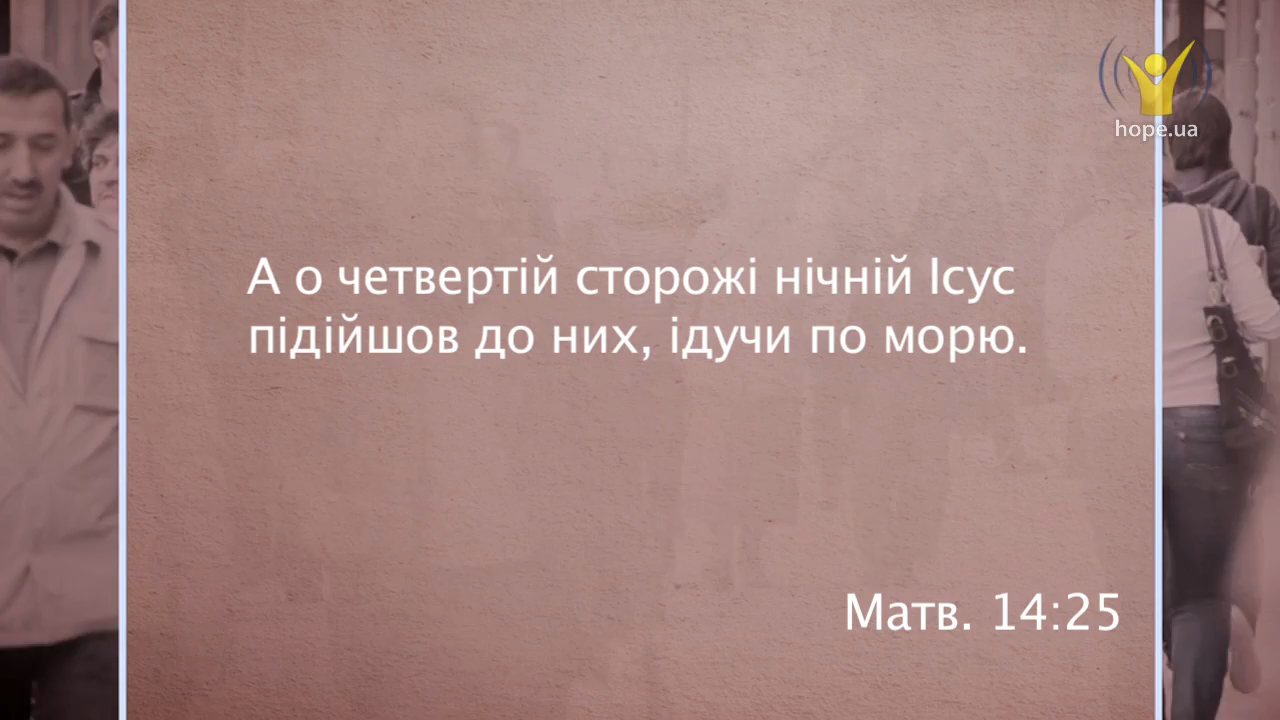 hope.ua
А о четвертій сторожі нічній Ісус
підійшов до них, ідучи по морю.
Матв. 14:25